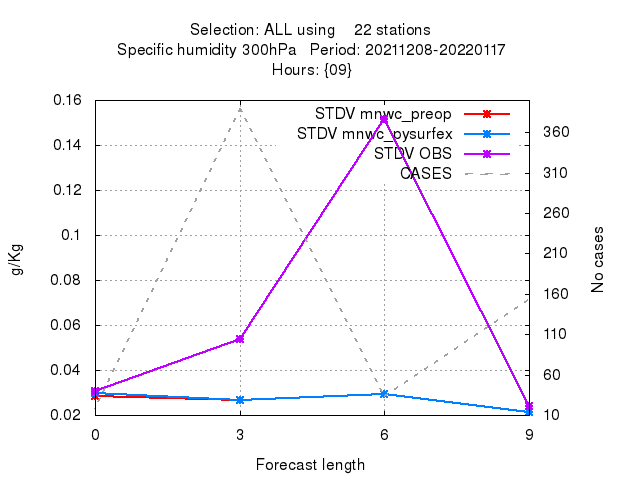 Selection: ALL using 22 stations
Specific humidity 300hPa Period: 20211208-20220117
Hours: {09}
STDV mnwc_preop
STDV mnwc_pysurfex
STDV OBS
CASES
g/Kg
0.16
0.14
0.12
0.1
0.08
0.06
0.04
0.02
360
310
260
210
160
110
60
10
No cases
0 3 6 9
Forecast length